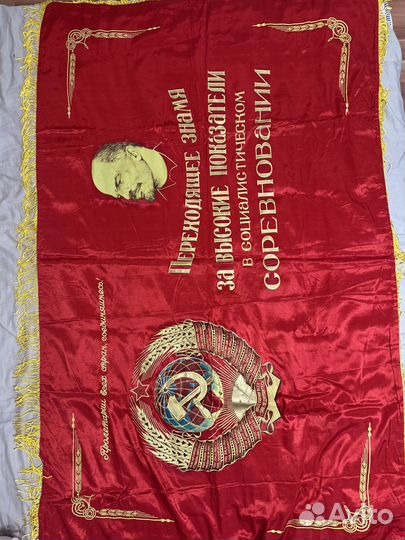 Пролетарии всех стран, соединяйтесь!
Переходящее знамя
за высокие показатели
в социалистическом
соревновании
Avito